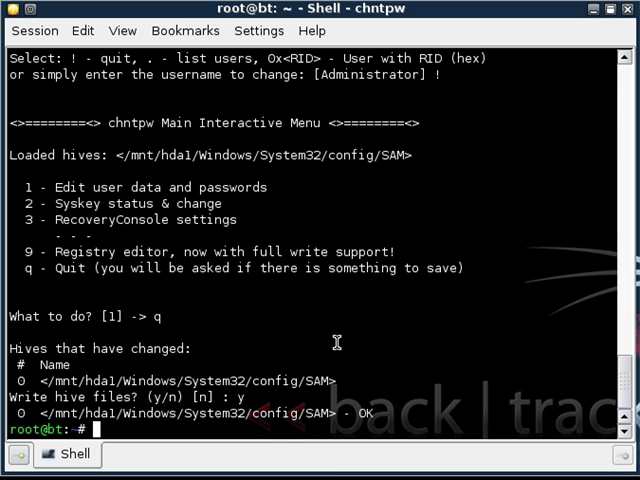 root@bt: ~ - Shell - chntpw
Session Edit View Bookmarks Settings Help
Select: ! - quit, . - list users, 0x<RID> - User with RID (hex)
or simply enter the username to change: [Administrator] !
<>========<> chntpw Main Interactive Menu <>========<>
Loaded hives: </mnt/hda1/Windows/System32/config/SAM>
1 - Edit user data and passwords
2 - Syskey status & change
3 - RecoveryConsole settings
- - -
9 - Registry editor, now with full write support!
q - Quit (you will be asked if there is something to save)
What to do? [1] -> q
Hives that have changed:
# Name
0 </mnt/hda1/Windows/System32/config/SAM>
Write hive files? (y/n) [n] : y
0 </mnt/hda1/Windows/System32/config/SAM> - OK
<< back | track
root@bt:~#
Shell